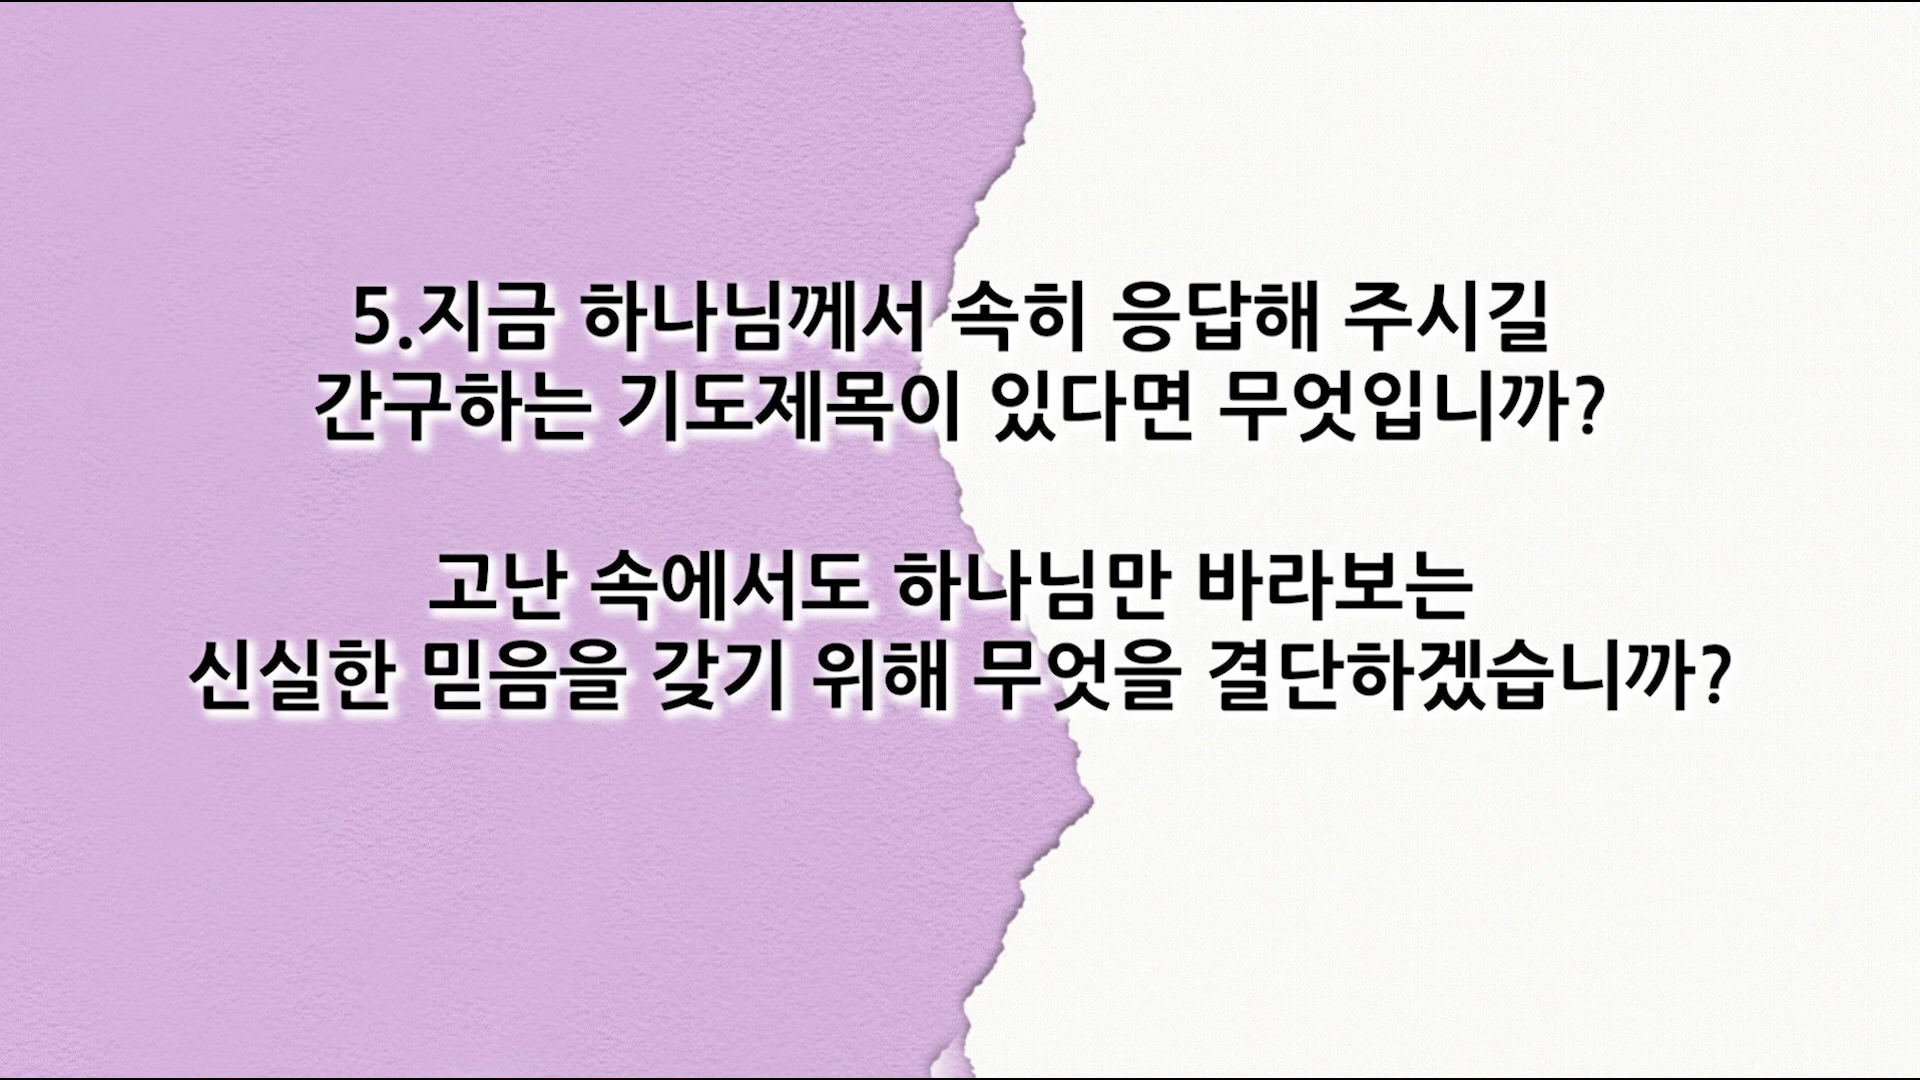 5.지금 하나님께서 속히 응답해 주시길
간구하는 기도제목이 있다면 무엇입니까?
고난 속에서도 하나님만 바라보는
신실한 믿음을 갖기 위해 무엇을 결단하겠습니까?